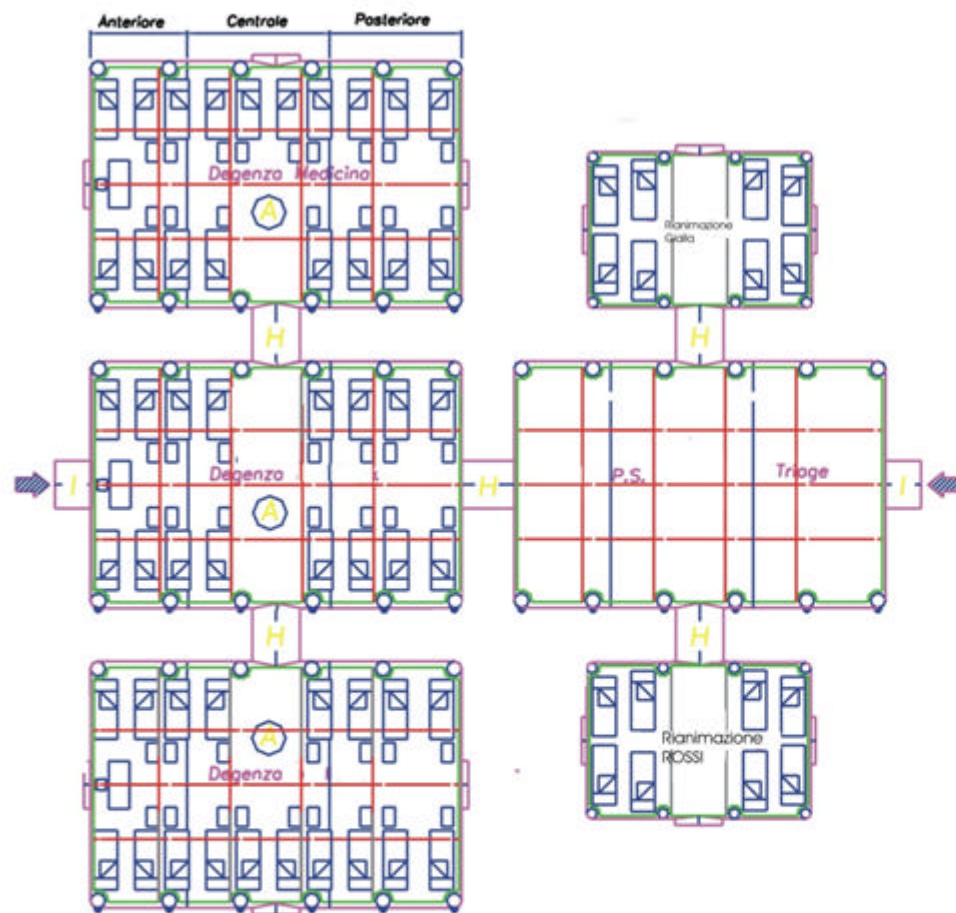 Anteriore Centrale Posteriore
Degenza Medicina
A
Rianimazione
Gialla
H
H
Degenza
A
I
H
P.S.
Triage
I
H
H
A
Degenza
Rianimazione
ROSSI